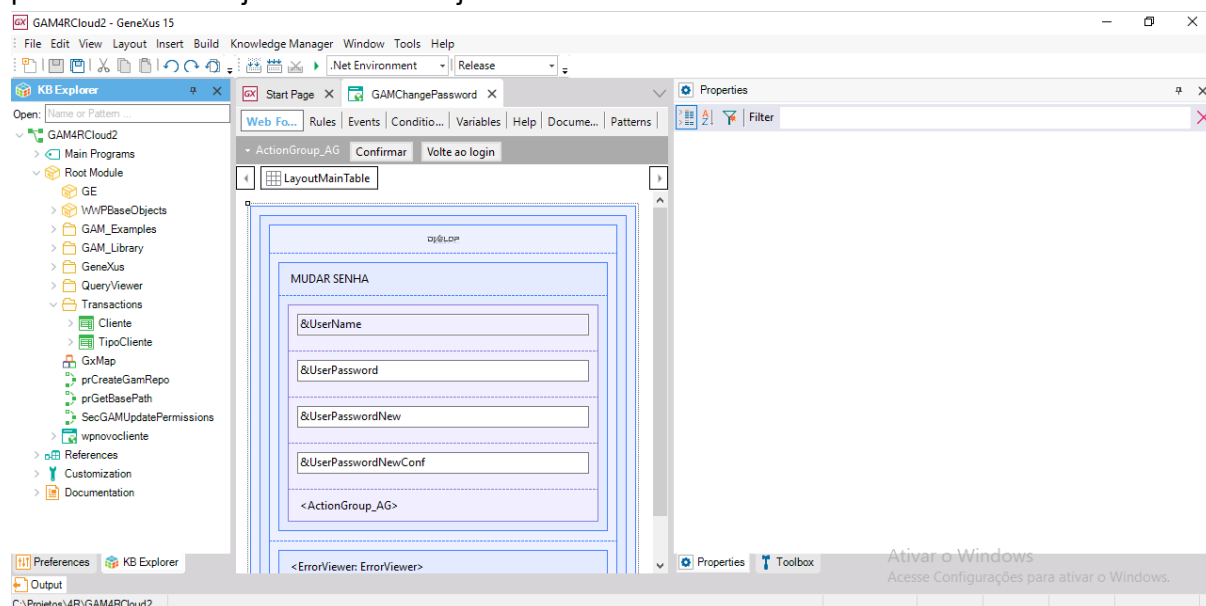 GX GAM4RCloud2 - GeneXus 15
File Edit View Layout Insert Build Knowledge Manager Window Tools Help
.Net Environment Release
KB Explorer
Start Page GAMChangePassword
Properties
Open: Name or Pattern ...
Web Fo... Rules Events Conditio... Variables Help Docume... Patterns
Filter
GAM4RCloud2
Main Programs
Root Module
GE
WWPBaseObjects
GAM_Examples
GAM_Library
GeneXus
QueryViewer
Transactions
Cliente
TipoCliente
GxMap
prCreateGamRepo
prGetBasePath
SecGAMUpdatePermissions
wpnovocliente
References
Customization
Documentation
ActionGroup_AG Confirmar Volte ao login
LayoutMainTable
MUDAR SENHA
&UserName
&UserPassword
&UserPasswordNew
&UserPasswordNewConf
<ActionGroup_AG>
<ErrorViewer: ErrorViewer>
Preferences KB Explorer
Properties Toolbox
Ativar o Windows
Acesse Configurações para ativar o Windows.
Output
C:\Projetos\4R\GAM4RCloud2